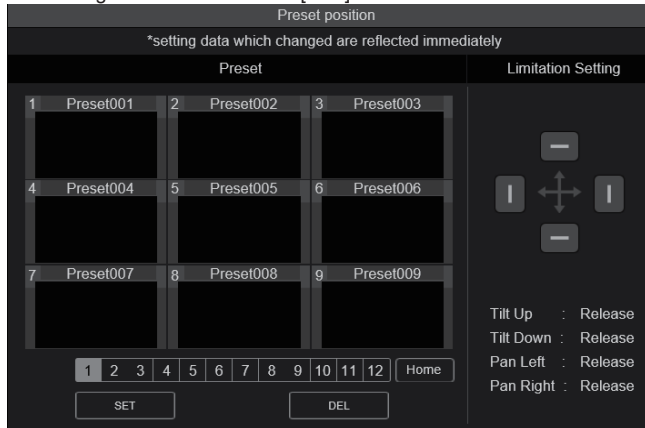 Preset position
*setting data which changed are reflected immediately
Preset
Limitation Setting
1 Preset001 2 Preset002 3 Preset003
4 Preset004 5 Preset005 6 Preset006
7 Preset007 8 Preset008 9 Preset009
1 2 3 4 5 6 7 8 9 10 11 12 Home
SET DEL
Tilt Up : Release
Tilt Down : Release
Pan Left : Release
Pan Right : Release